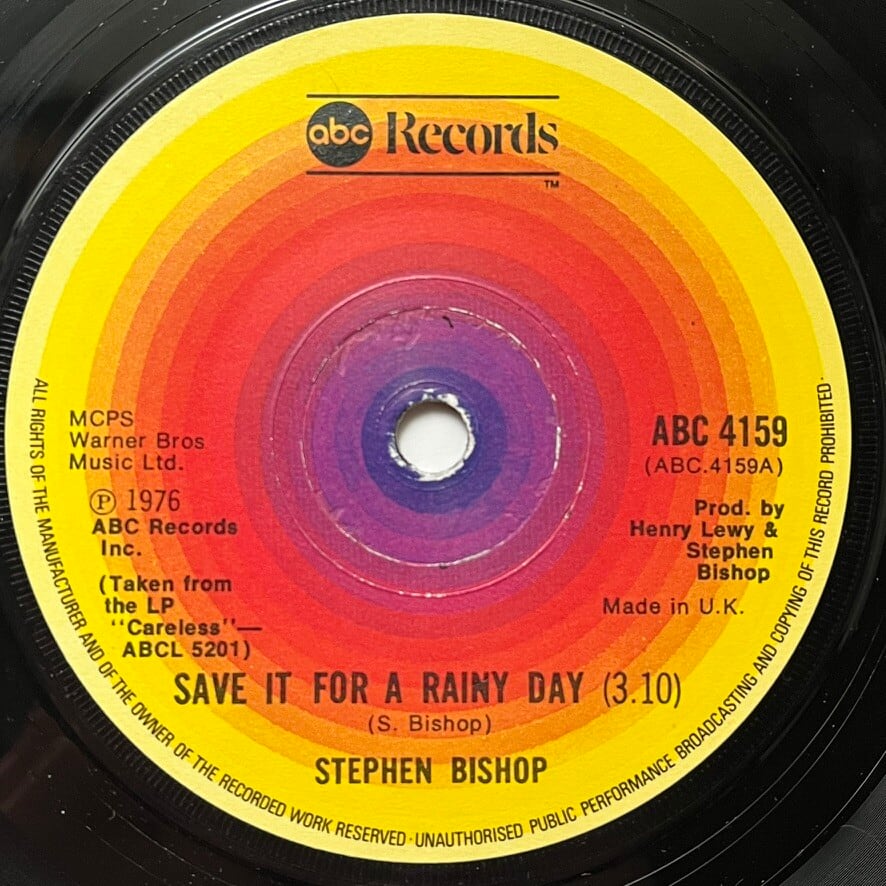 abc Records
™
MCPS
Warner Bros
Music Ltd.
℗ 1976
ABC Records
Inc.
(Taken from
the LP
"Careless"—
ABCL 5201)
ABC 4159
(ABC.4159A)
Prod. by
Henry Lewy &
Stephen
Bishop
Made in U.K.
SAVE IT FOR A RAINY DAY (3.10)
(S. Bishop)
STEPHEN BISHOP
ALL RIGHTS OF THE MANUFACTURER AND OF THE OWNER OF THE RECORDED WORK RESERVED · UNAUTHORISED PUBLIC PERFORMANCE BROADCASTING AND COPYING OF THIS RECORD PROHIBITED ·